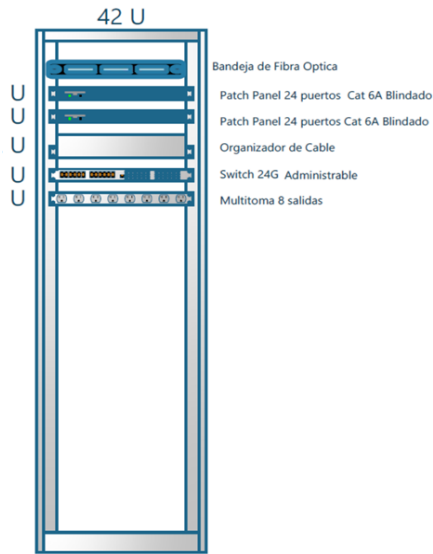 42 U
Bandeja de Fibra Optica
U Patch Panel 24 puertos Cat 6A Blindado
U Patch Panel 24 puertos Cat 6A Blindado
U Organizador de Cable
U Switch 24G Administrable
U Multitoma 8 salidas